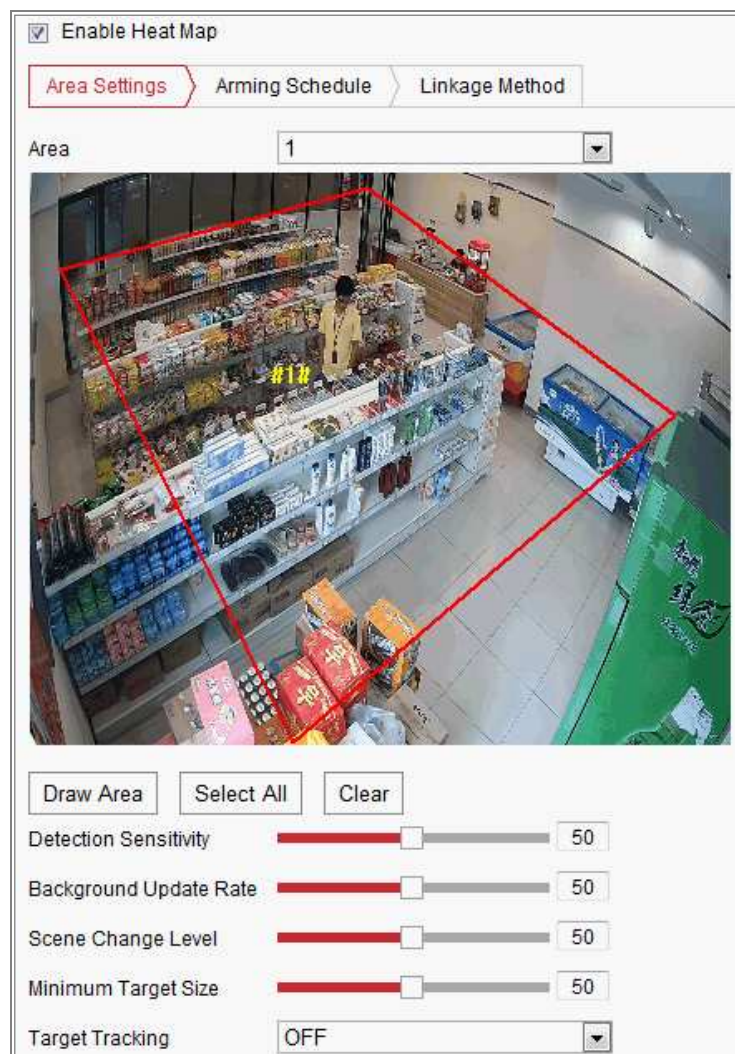 Enable Heat Map
Area Settings
Arming Schedule
Linkage Method
Area
1
#1#
Draw Area
Select All
Clear
Detection Sensitivity
50
Background Update Rate
50
Scene Change Level
50
Minimum Target Size
50
Target Tracking
OFF